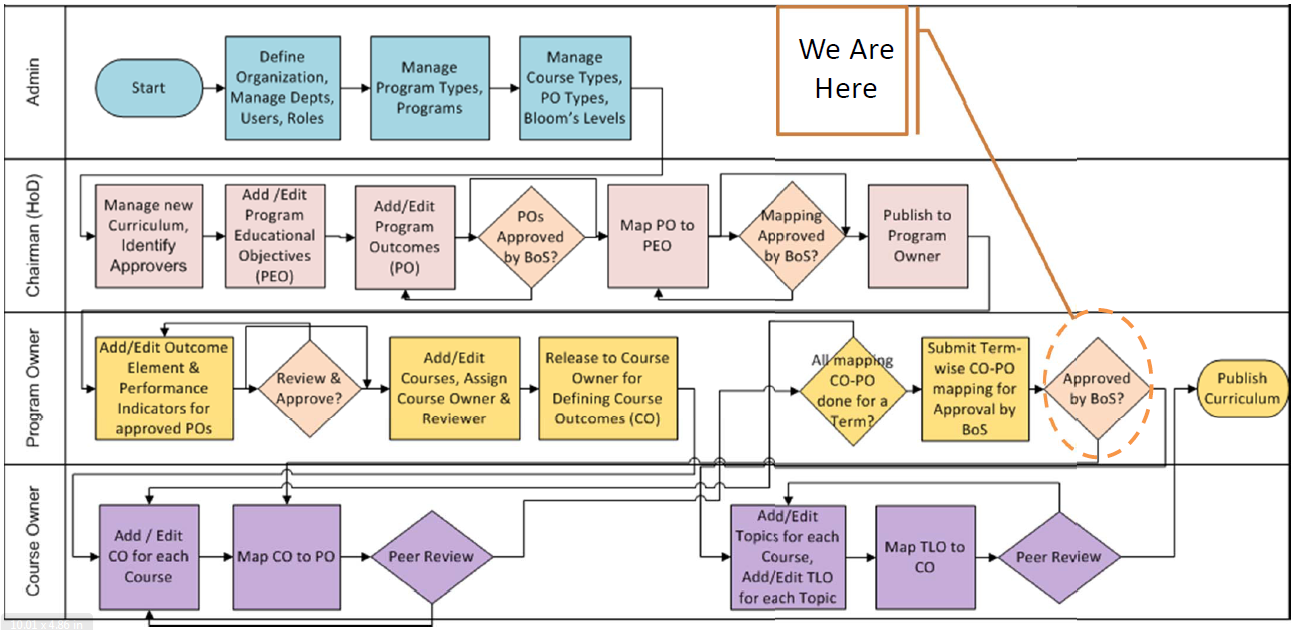 Admin
Start
Define
Organization,
Manage Depts,
Users, Roles
Manage
Program Types,
Programs
Manage
Course Types,
PO Types,
Bloom's Levels
We Are
Here
Chairman (HoD)
Manage new
Curriculum,
Identify
Approvers
Add /Edit
Program
Educational
Objectives
(PEO)
Add/Edit
Program
Outcomes
(PO)
POs
Approved
by BoS?
Map PO to
PEO
Mapping
Approved
by BoS?
Publish to
Program
Owner
Program Owner
Add/Edit Outcome
Element &
Performance
Indicators for
approved POs
Review &
Approve?
Add/Edit
Courses, Assign
Course Owner &
Reviewer
Release to Course
Owner for
Defining Course
Outcomes (CO)
All mapping
CO-PO
done for a
Term?
Submit Term-
wise CO-PO
mapping for
Approval by
BoS
Approved
by BoS?
Publish
Curriculum
Course Owner
Add / Edit
CO for each
Course
Map CO to PO
Peer Review
Add/Edit
Topics for each
Course,
Add/Edit TLO
for each Topic
Map TLO to
CO
Peer Review
10.01 x 4.86 in